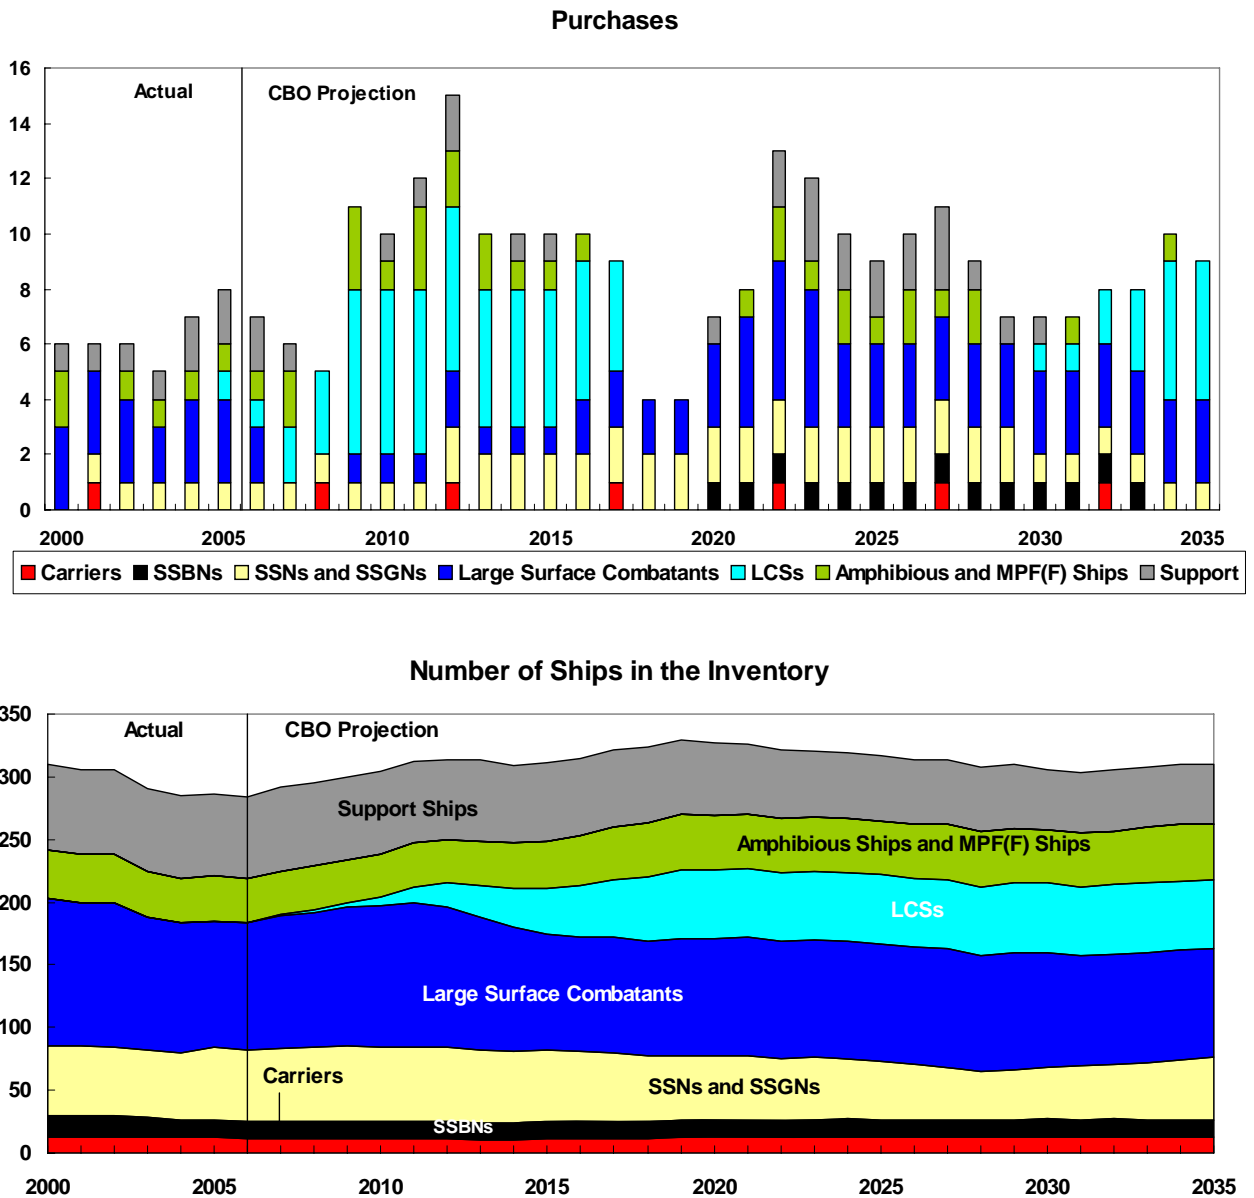 Purchases
16
14
12
10
8
6
4
2
0
Actual
CBO Projection
2000 2005 2010 2015 2020 2025 2030 2035
Carriers SSBNs SSNs and SSGNs Large Surface Combatants LCSs Amphibious and MPF(F) Ships Support
Number of Ships in the Inventory
350
300
250
200
150
100
50
0
Actual
CBO Projection
Support Ships
Amphibious Ships and MPF(F) Ships
LCSs
Large Surface Combatants
Carriers
SSNs and SSGNs
SSBNs
2000 2005 2010 2015 2020 2025 2030 2035